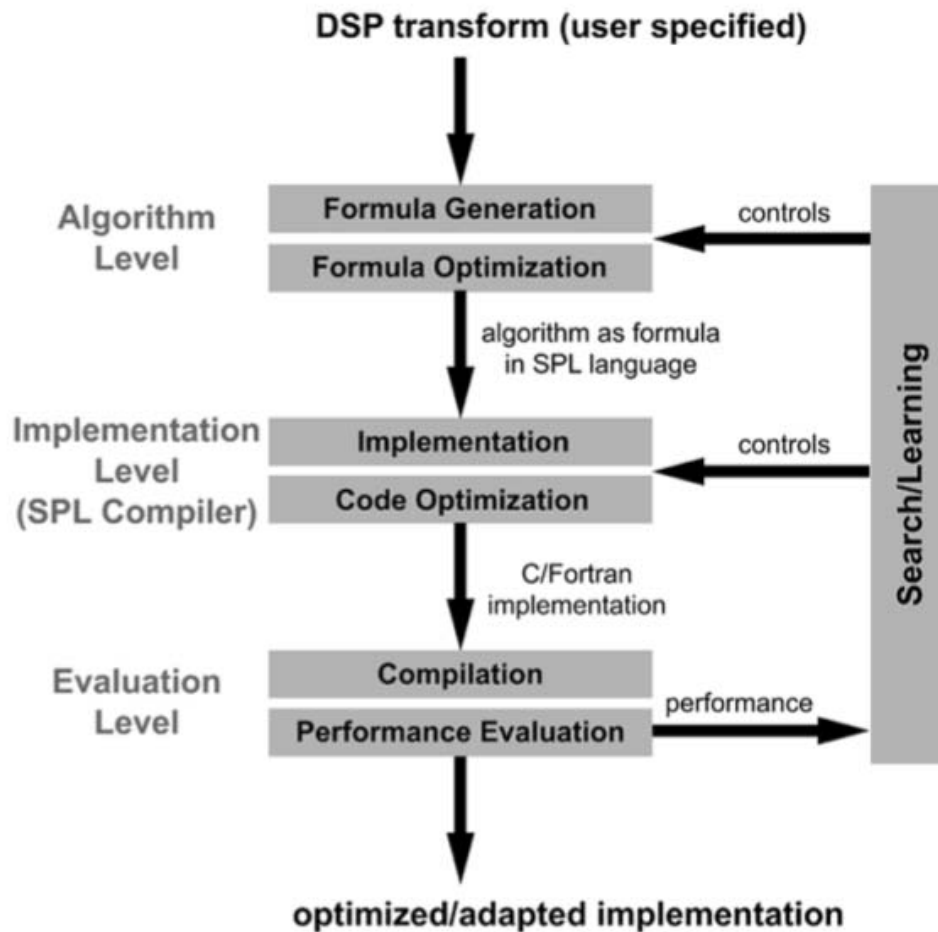 DSP transform (user specified)
Algorithm
Level
Formula Generation
Formula Optimization
controls
algorithm as formula
in SPL language
Implementation
Level
(SPL Compiler)
Implementation
Code Optimization
controls
Search/Learning
C/Fortran
implementation
Evaluation
Level
Compilation
Performance Evaluation
performance
optimized/adapted implementation